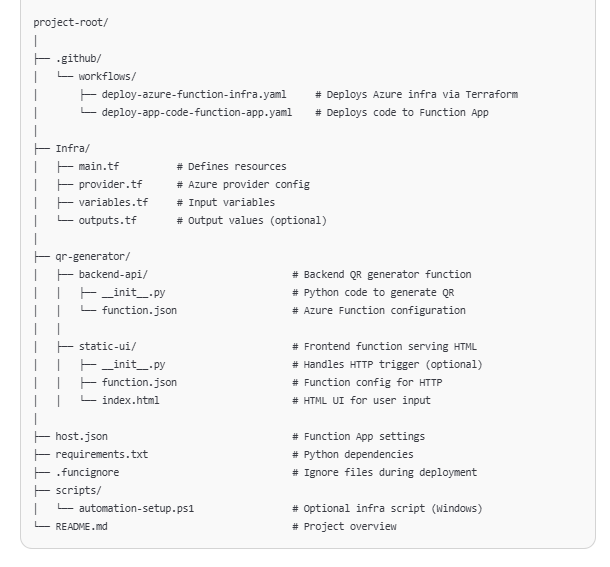 project-root/
│
├── .github/
│   └── workflows/
│       ├── deploy-azure-function-infra.yaml     # Deploys Azure infra via Terraform
│       └── deploy-app-code-function-app.yaml    # Deploys code to Function App
│
├── Infra/
│   ├── main.tf          # Defines resources
│   ├── provider.tf      # Azure provider config
│   ├── variables.tf     # Input variables
│   └── outputs.tf       # Output values (optional)
│
├── qr-generator/
│   ├── backend-api/                         # Backend QR generator function
│   │   ├── __init__.py                      # Python code to generate QR
│   │   └── function.json                    # Azure Function configuration
│   │
│   ├── static-ui/                           # Frontend function serving HTML
│   │   ├── __init__.py                      # Handles HTTP trigger (optional)
│   │   ├── function.json                    # Function config for HTTP
│   │   └── index.html                       # HTML UI for user input
│
├── host.json                                # Function App settings
├── requirements.txt                         # Python dependencies
├── .funcignore                              # Ignore files during deployment
├── scripts/
│   └── automation-setup.ps1                 # Optional infra script (Windows)
└── README.md                                # Project overview